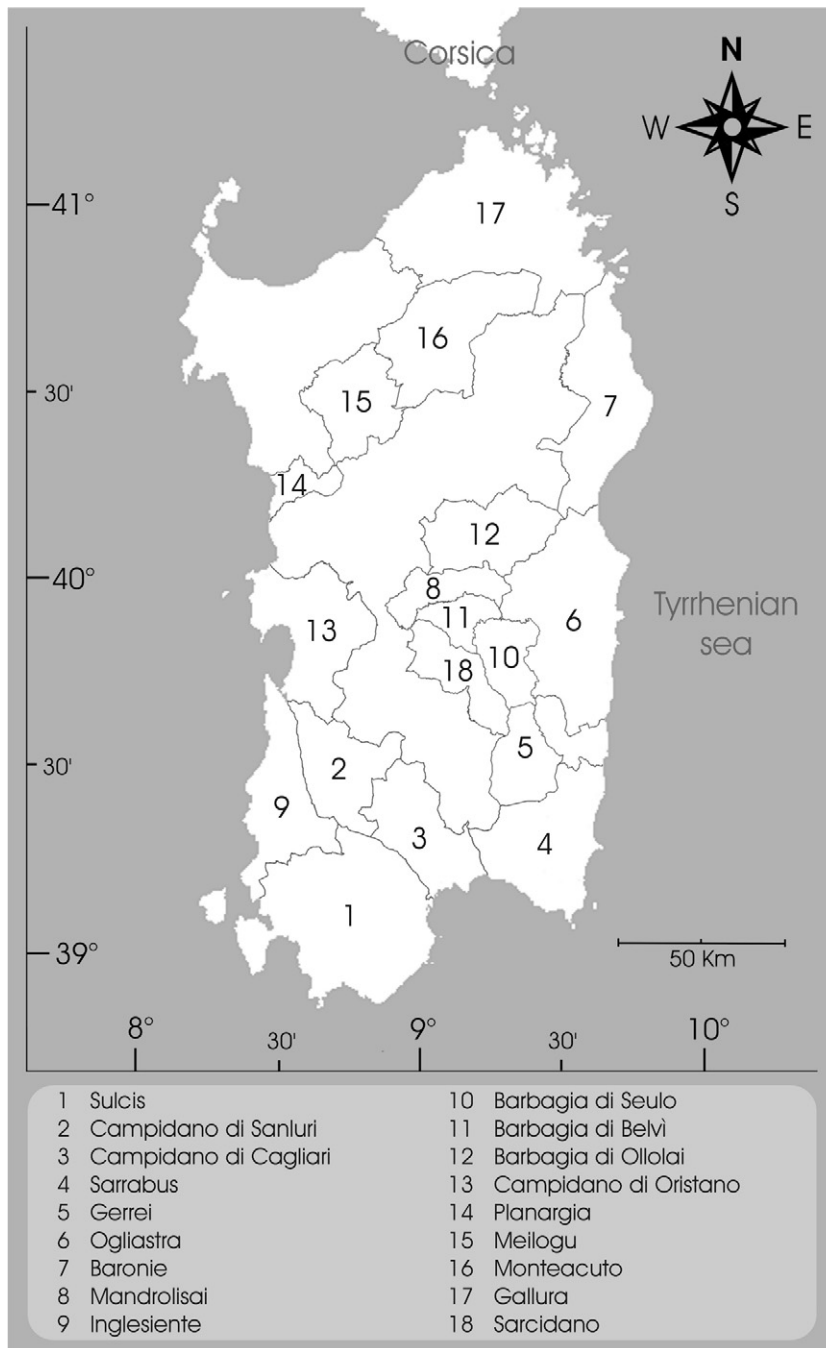 Corsica
N
W E
S
17
41°
16
30'
15
7
14
12
40°
8
11
13
6
Tyrrhenian
sea
10
18
5
30'
2
9
3
4
1
39°
50 Km
8°
30'
9°
30'
10°
1 Sulcis
2 Campidano di Sanluri
3 Campidano di Cagliari
4 Sarrabus
5 Gerrei
6 Ogliastra
7 Baronie
8 Mandrolisai
9 Inglesiente
10 Barbagia di Seulo
11 Barbagia di Belvì
12 Barbagia di Ollolai
13 Campidano di Oristano
14 Planargia
15 Meilogu
16 Monteacuto
17 Gallura
18 Sarcidano